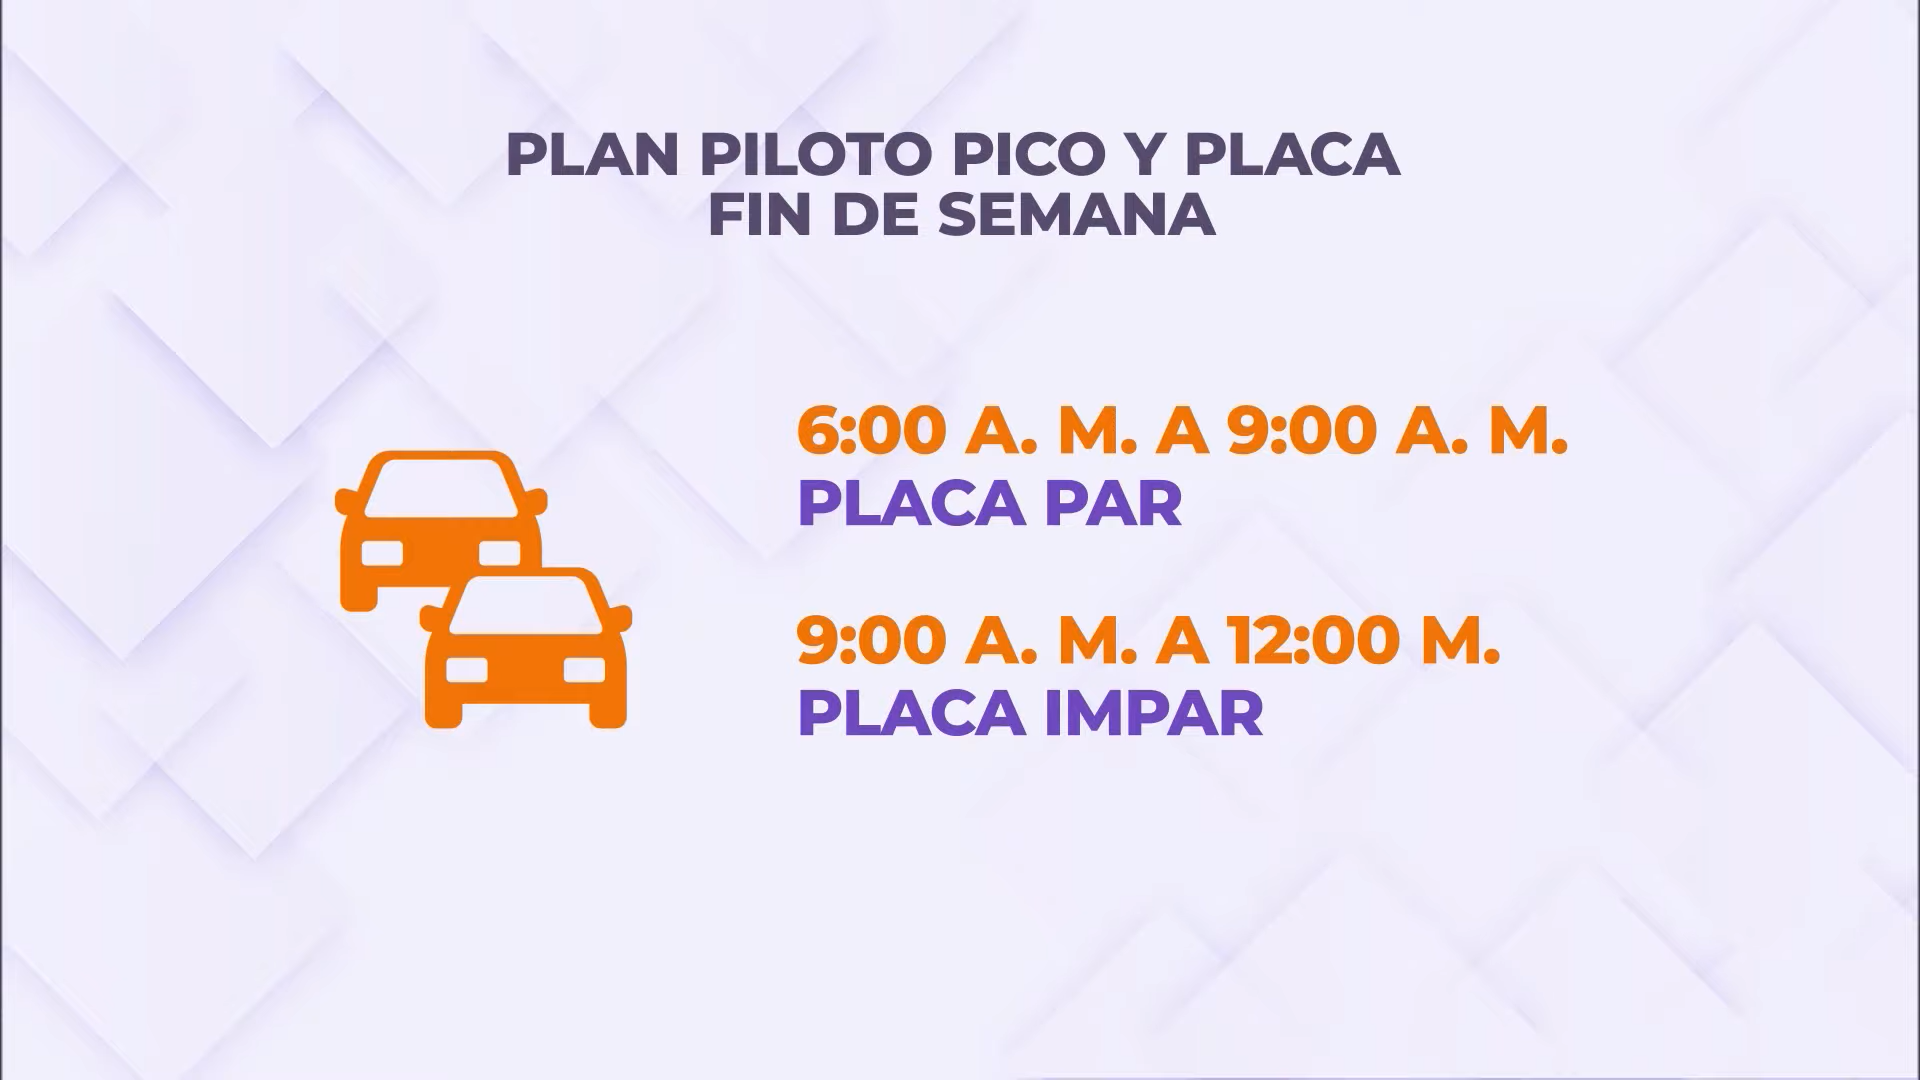 PLAN PILOTO PICO Y PLACA
FIN DE SEMANA
6:00 A. M. A 9:00 A. M.
PLACA PAR
9:00 A. M. A 12:00 M.
PLACA IMPAR